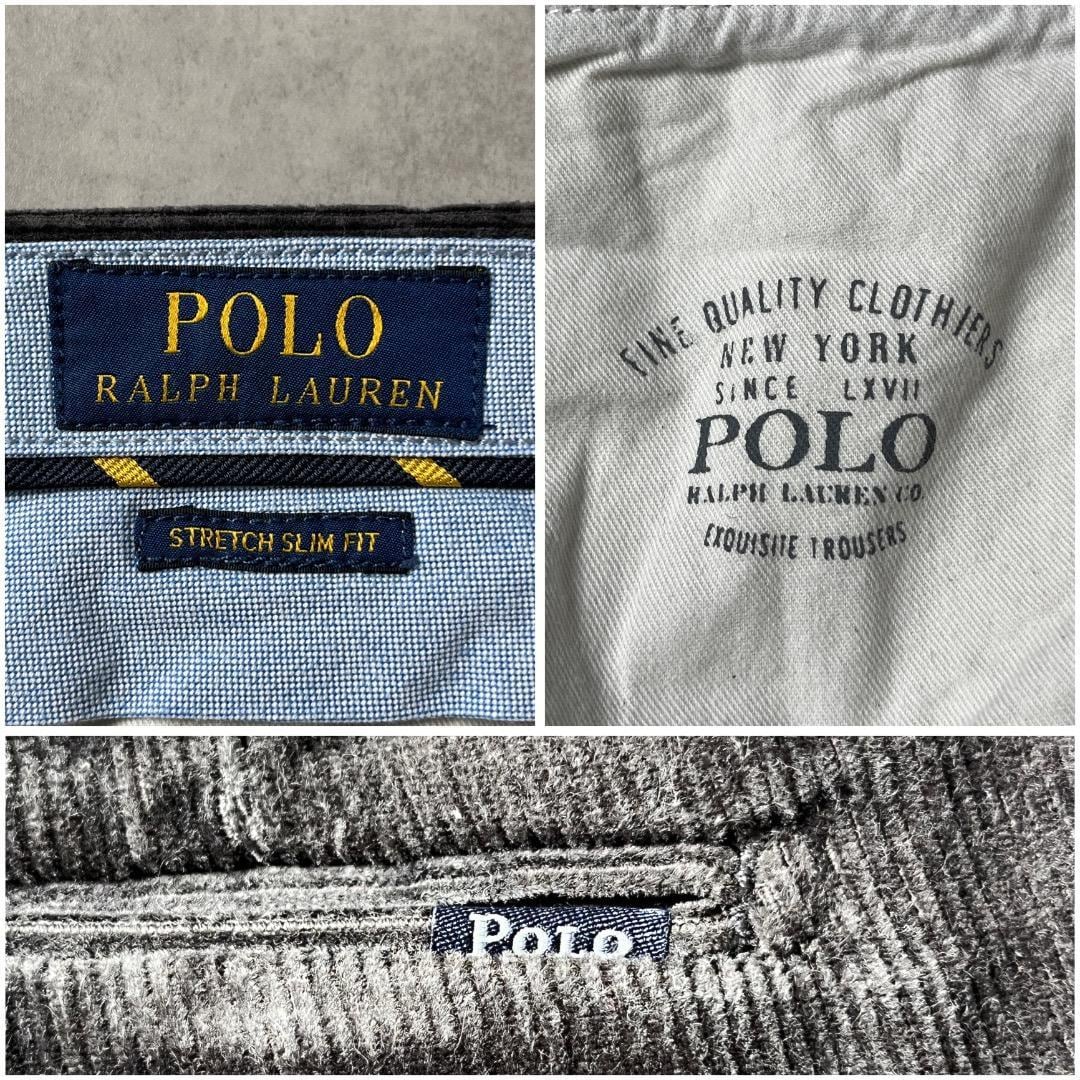 POLO
RALPH LAUREN
STRETCH SLIM FIT
FINE QUALITY CLOTHIERS
NEW YORK
SINCE LXVII
POLO
RALPH LAUREN CO.
EXQUISITE TROUSERS
POLO